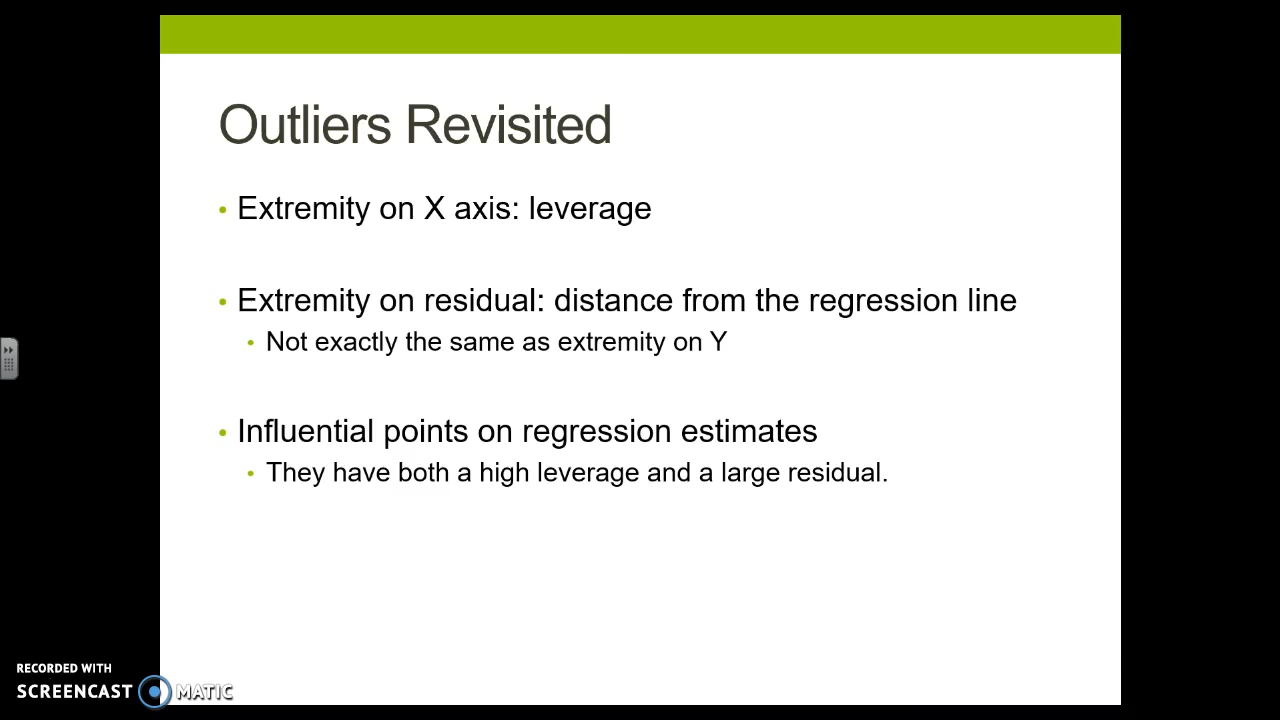 Outliers Revisited
• Extremity on X axis: leverage
• Extremity on residual: distance from the regression line
• Not exactly the same as extremity on Y
• Influential points on regression estimates
• They have both a high leverage and a large residual.
RECORDED WITH
SCREENCAST MATIC